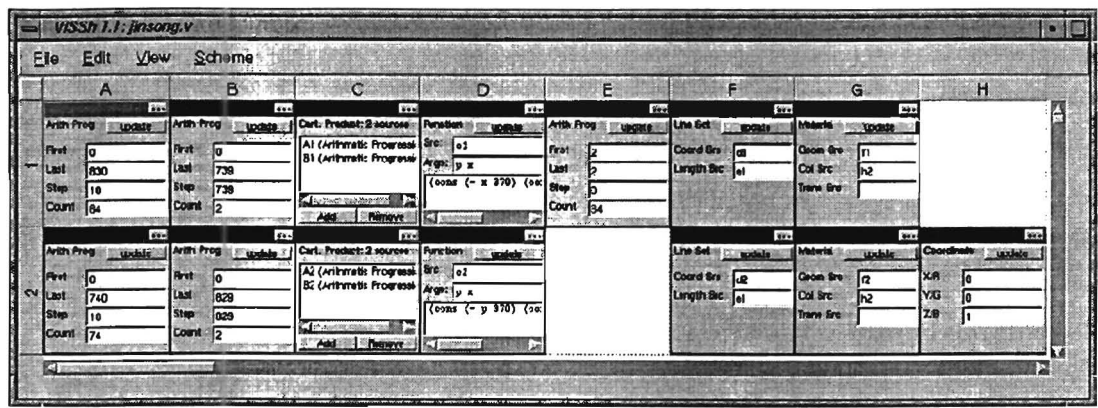 VISSh 1.1: jinsong.v
File Edit View Scheme
A B C D E F G H
1
Arith Prog update
First 0
Last 830
Step 10
Count 84
Arith Prog update
First 0
Last 739
Step 739
Count 2
Cart. Product: 2 sources
A1 (Arithmetic Progressi
B1 (Arithmetic Progressi
Add Remove
Function update
Src: c1
Args: y x
(cons (- x 370) (co
Arith Prog update
First 2
Last 2
Step 0
Count 34
Line Set update
Coord Src d1
Length Src e1
Material update
Geom Src f1
Col Src h2
Trans Src
2
Arith Prog update
First 0
Last 740
Step 10
Count 74
Arith Prog update
First 0
Last 829
Step 829
Count 2
Cart. Product: 2 sources
A2 (Arithmetic Progressi
B2 (Arithmetic Progressi
Add Remove
Function update
Src c2
Args: y x
(cons (- y 370) (co
Line Set update
Coord Src d2
Length Src e1
Material update
Geom Src f2
Col Src h2
Trans Src
Coordinate update
X/R 0
Y/G 0
Z/B 1